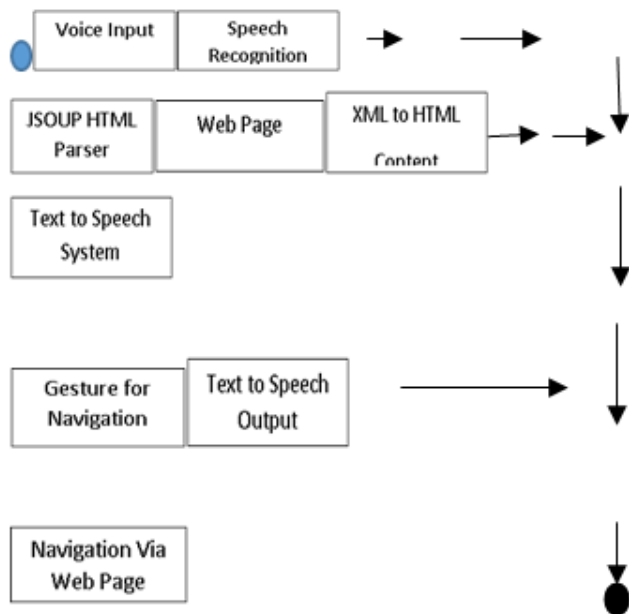 Voice Input
Speech
Recognition
JSOUP HTML
Parser
Web Page
XML to HTML
Content
Text to Speech
System
Gesture for
Navigation
Text to Speech
Output
Navigation Via
Web Page